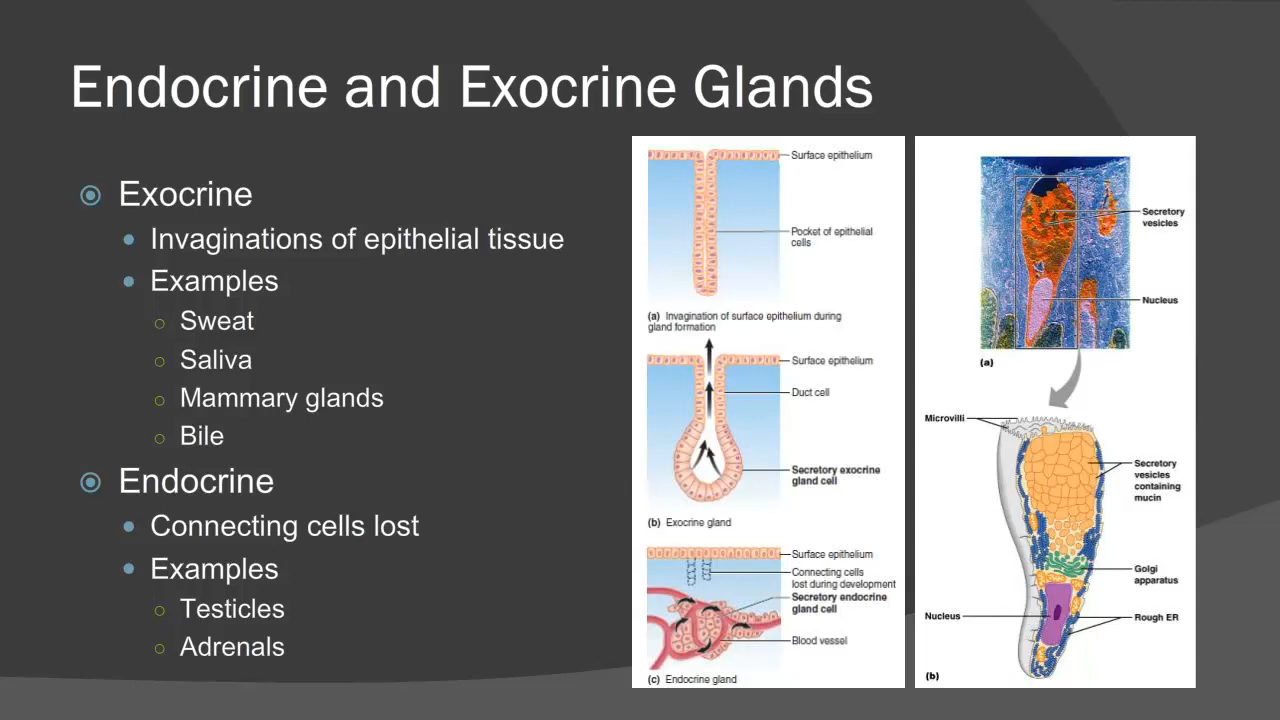 Endocrine and Exocrine Glands
Exocrine
Invaginations of epithelial tissue
Examples
Sweat
Saliva
Mammary glands
Bile
Endocrine
Connecting cells lost
Examples
Testicles
Adrenals
Surface epithelium
Pocket of epithelial
cells
(a) Invagination of surface epithelium during
gland formation
Surface epithelium
Duct cell
Secretory exocrine
gland cell
(b) Exocrine gland
Surface epithelium
Connecting cells
lost during development
Secretory endocrine
gland cell
Blood vessel
(c) Endocrine gland
Secretory
vesicles
Nucleus
(a)
Microvilli
Secretory
vesicles
containing
mucin
Golgi
apparatus
Nucleus
Rough ER
(b)